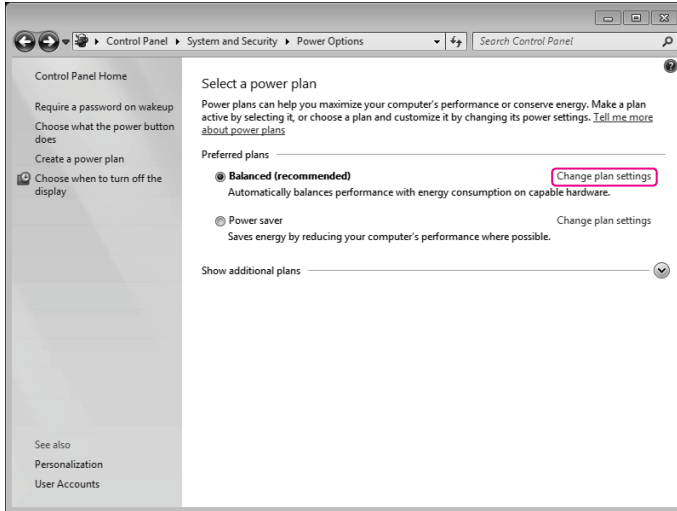 Control Panel
System and Security
Power Options
Search Control Panel
Control Panel Home
Require a password on wakeup
Choose what the power button
does
Create a power plan
Choose when to turn off the
display
See also
Personalization
User Accounts
Select a power plan
Power plans can help you maximize your computer's performance or conserve energy. Make a plan
active by selecting it, or choose a plan and customize it by changing its power settings. Tell me more
about power plans
Preferred plans
Balanced (recommended)
Change plan settings
Automatically balances performance with energy consumption on capable hardware.
Power saver
Change plan settings
Saves energy by reducing your computer's performance where possible.
Show additional plans